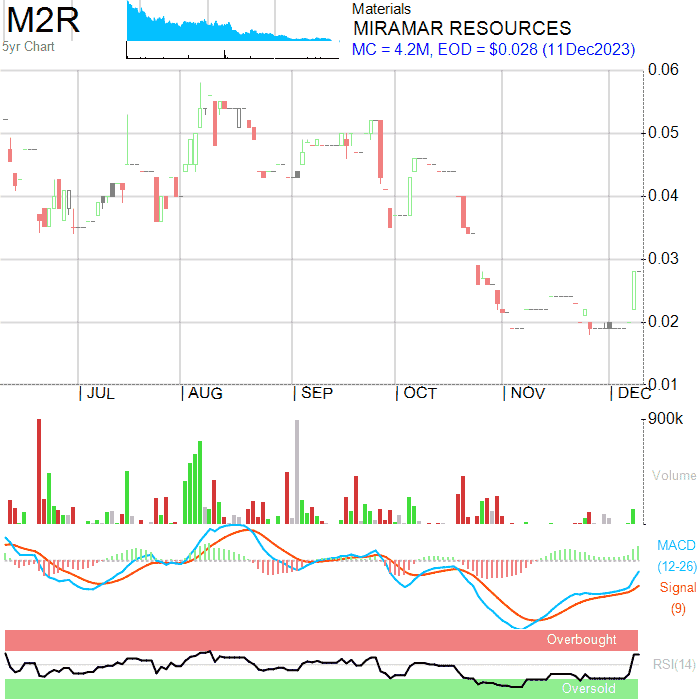 M2R
5yr Chart
Materials
MIRAMAR RESOURCES
MC = 4.2M, EOD = $0.028 (11Dec2023)
0.06
0.05
0.04
0.03
0.02
0.01
JUL AUG SEP OCT NOV DEC
900k
Volume
MACD
(12-26)
Signal
(9)
Overbought
RSI(14)
Oversold